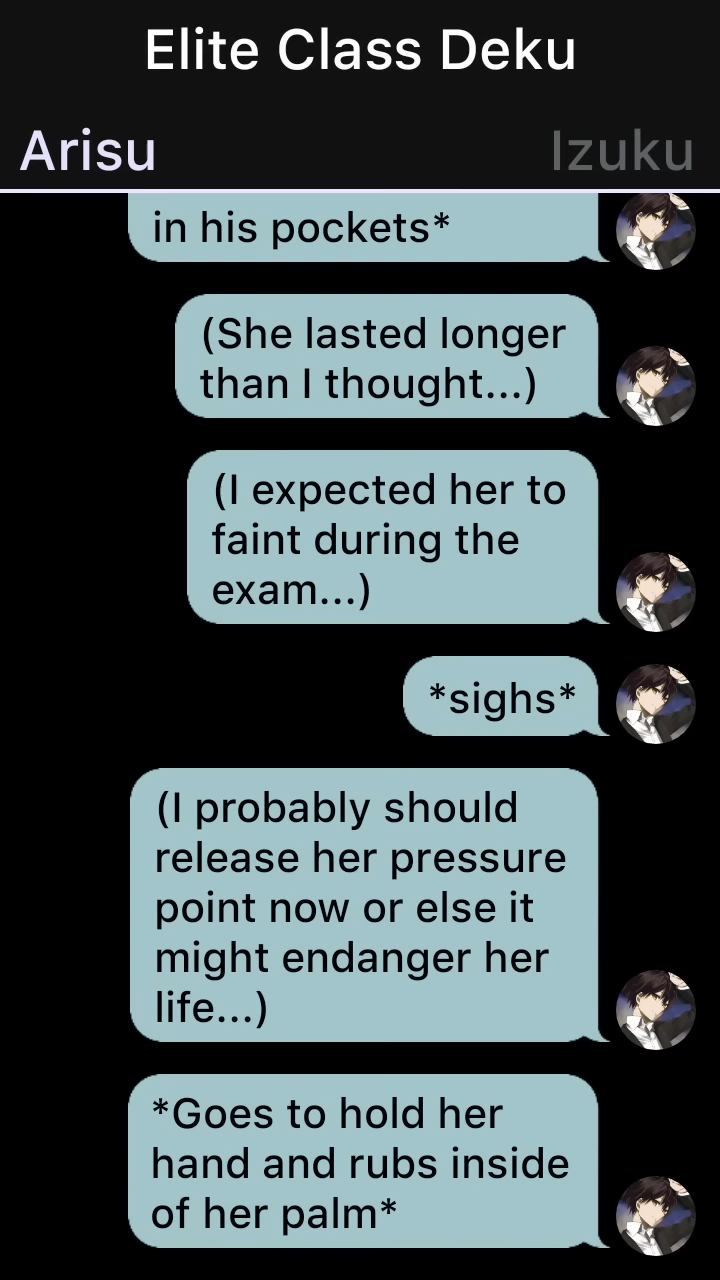 Elite Class Deku
Arisu Izuku
in his pockets*
(She lasted longer
than I thought...)
(I expected her to
faint during the
exam...)
*sighs*
(I probably should
release her pressure
point now or else it
might endanger her
life...)
*Goes to hold her
hand and rubs inside
of her palm*